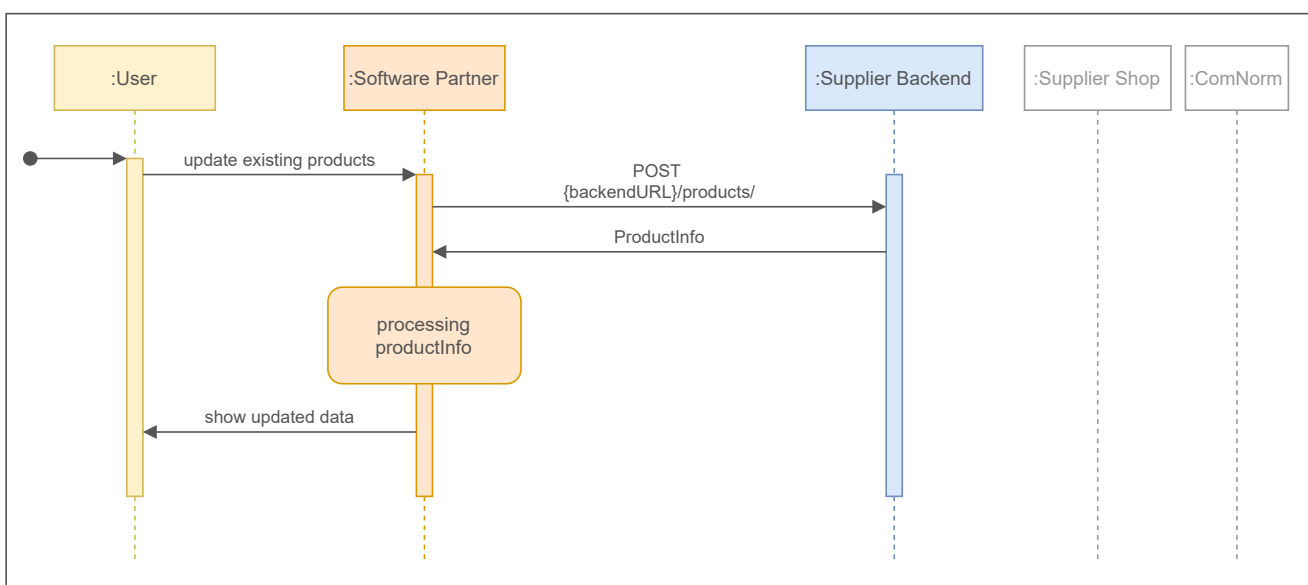 :User
:Software Partner
:Supplier Backend
:Supplier Shop
:ComNorm
update existing products
POST
{backendURL}/products/
ProductInfo
processing
productInfo
show updated data